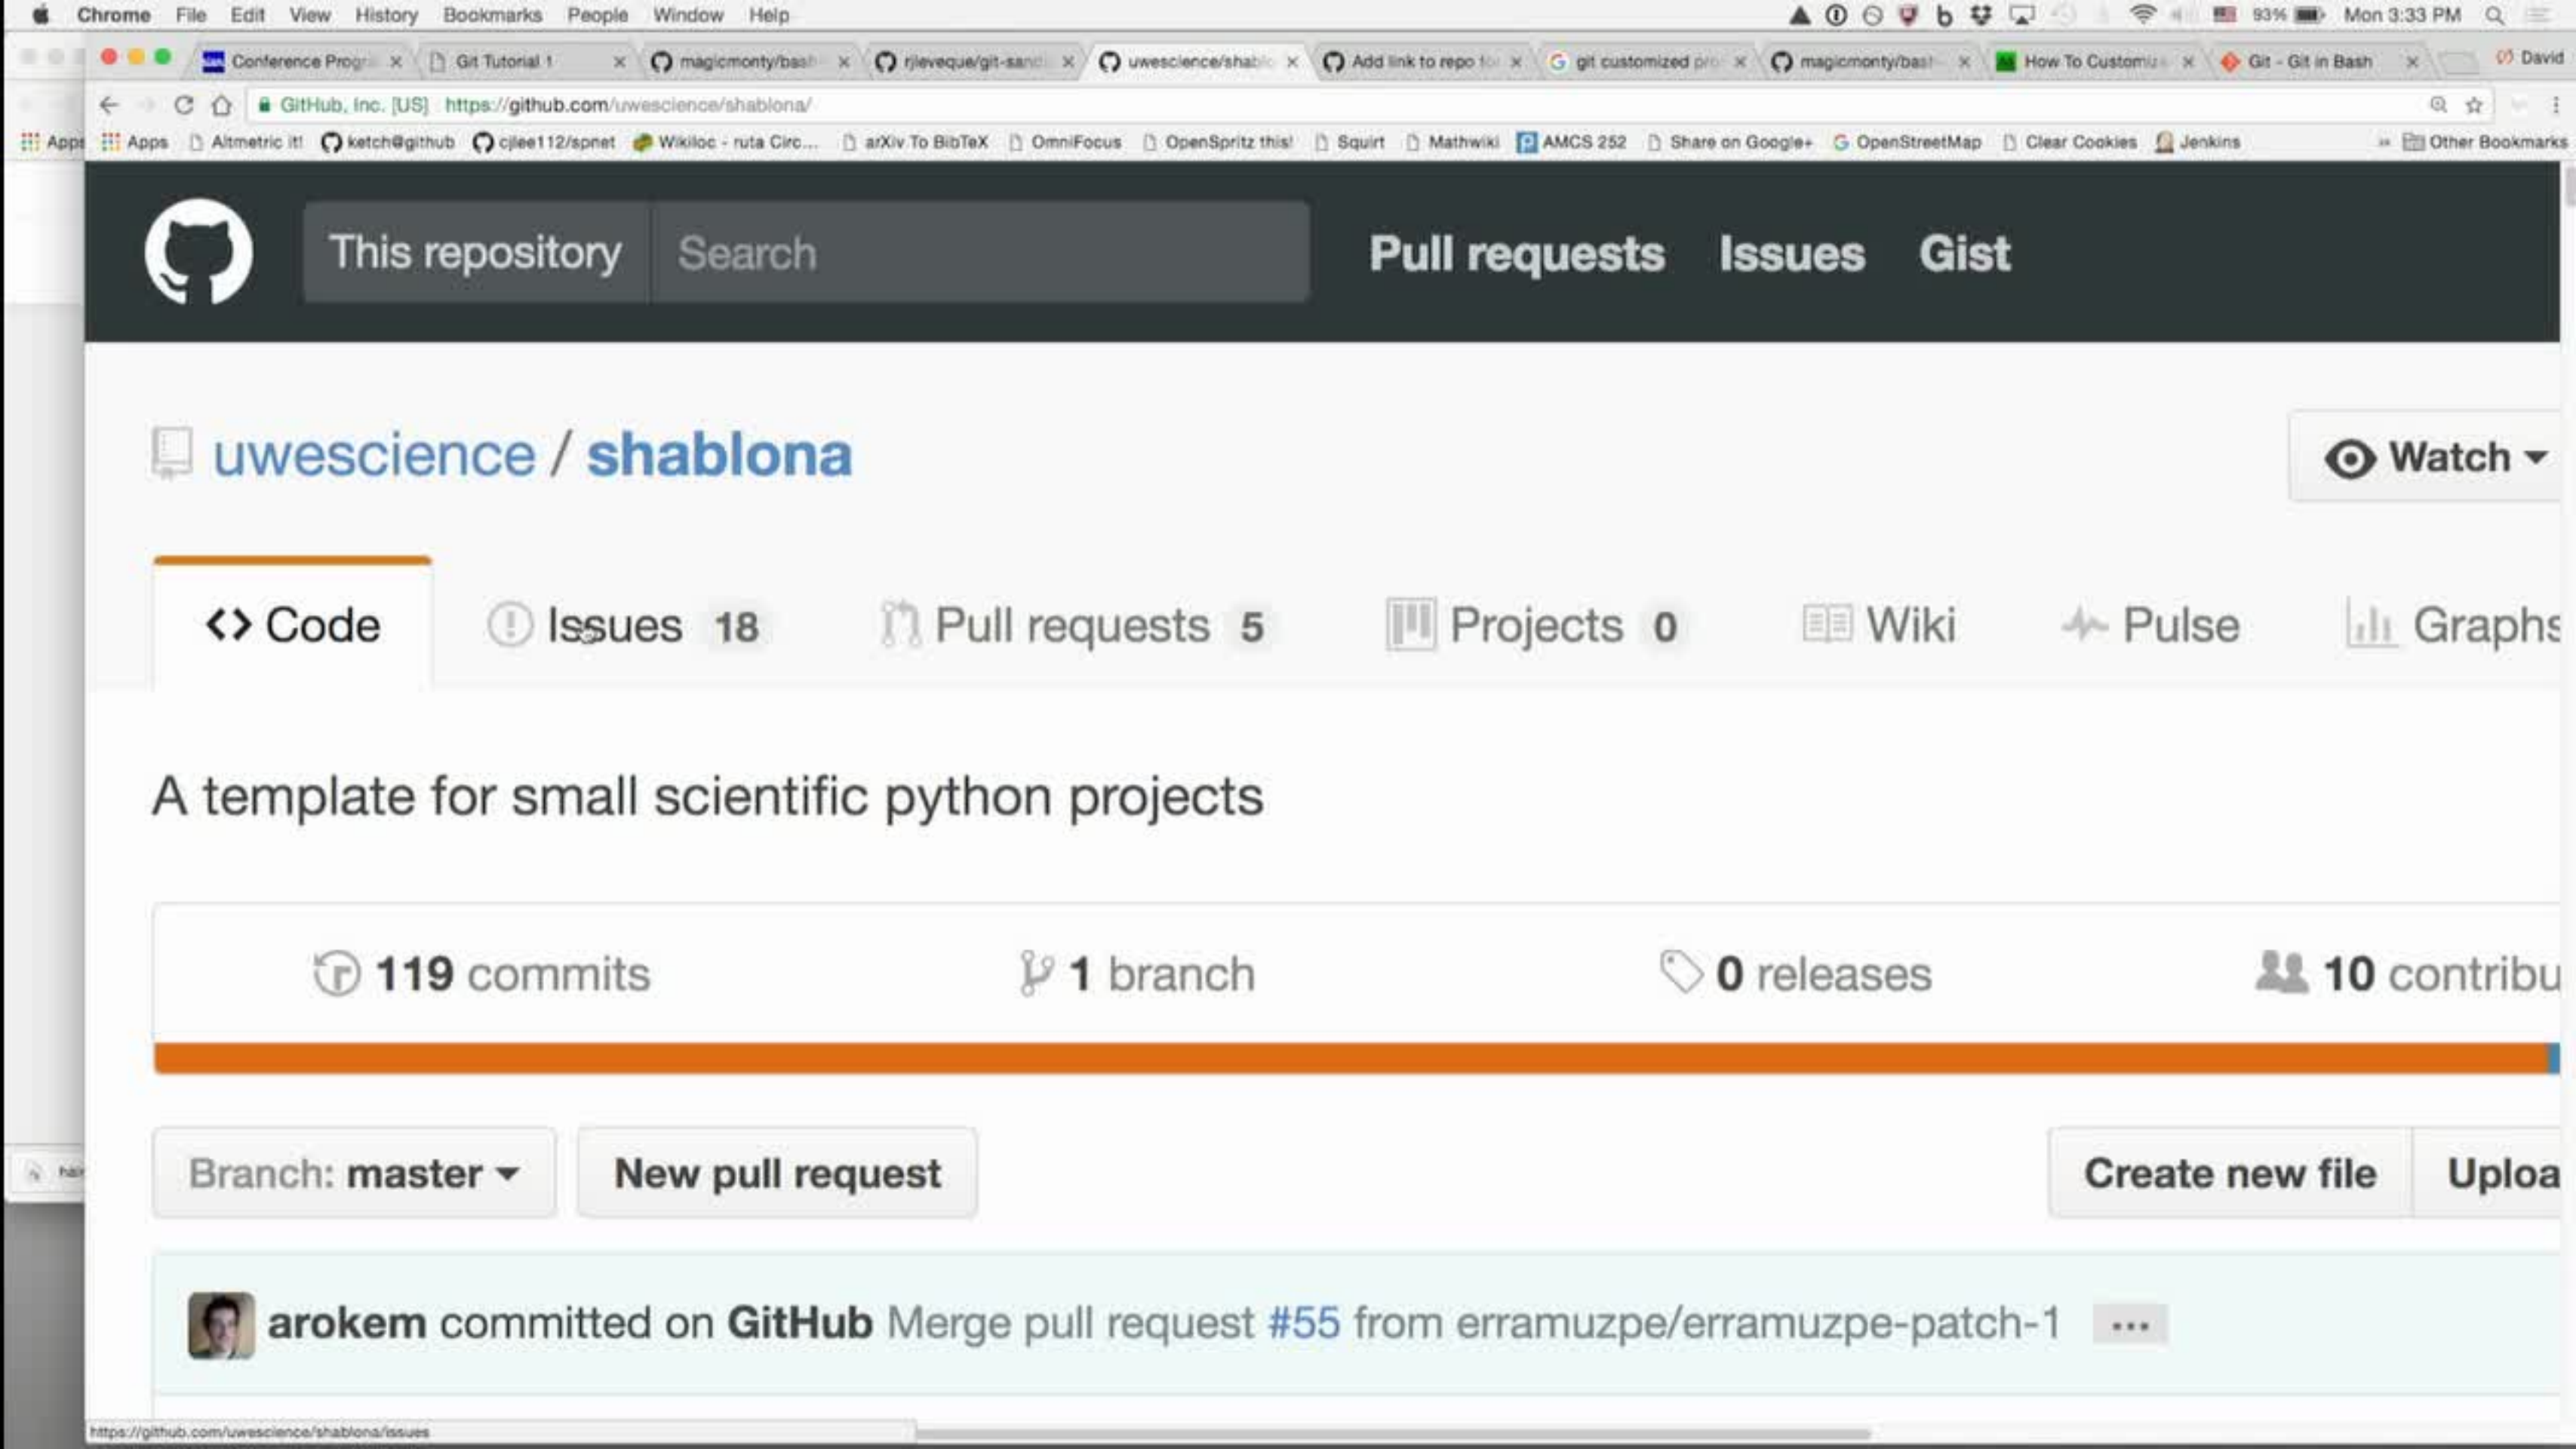 Chrome File Edit View History Bookmarks People Window Help 93% Mon 3:33 PM
Conference Progr Git Tutorial 1 magicmonty/bash rjleveque/git-sand uwescience/shablo Add link to repo for git customized pro magicmonty/bash How To Customiz Git - Git in Bash David
GitHub, Inc. [US] https://github.com/uwescience/shablona/
Apps Apps Altmetric it! ketch@github cjlee112/spnet Wikiloc - ruta Circ... arXiv To BibTeX OmniFocus OpenSpritz this! Squirt Mathwiki AMCS 252 Share on Google+ OpenStreetMap Clear Cookies Jenkins » Other Bookmarks
This repository Search Pull requests Issues Gist
uwescience / shablona Watch
<> Code Issues 18 Pull requests 5 Projects 0 Wiki Pulse Graphs
A template for small scientific python projects
119 commits 1 branch 0 releases 10 contribu
Branch: master New pull request Create new file Uploa
arokem committed on GitHub Merge pull request #55 from erramuzpe/erramuzpe-patch-1 ...
https://github.com/uwescience/shablona/issues